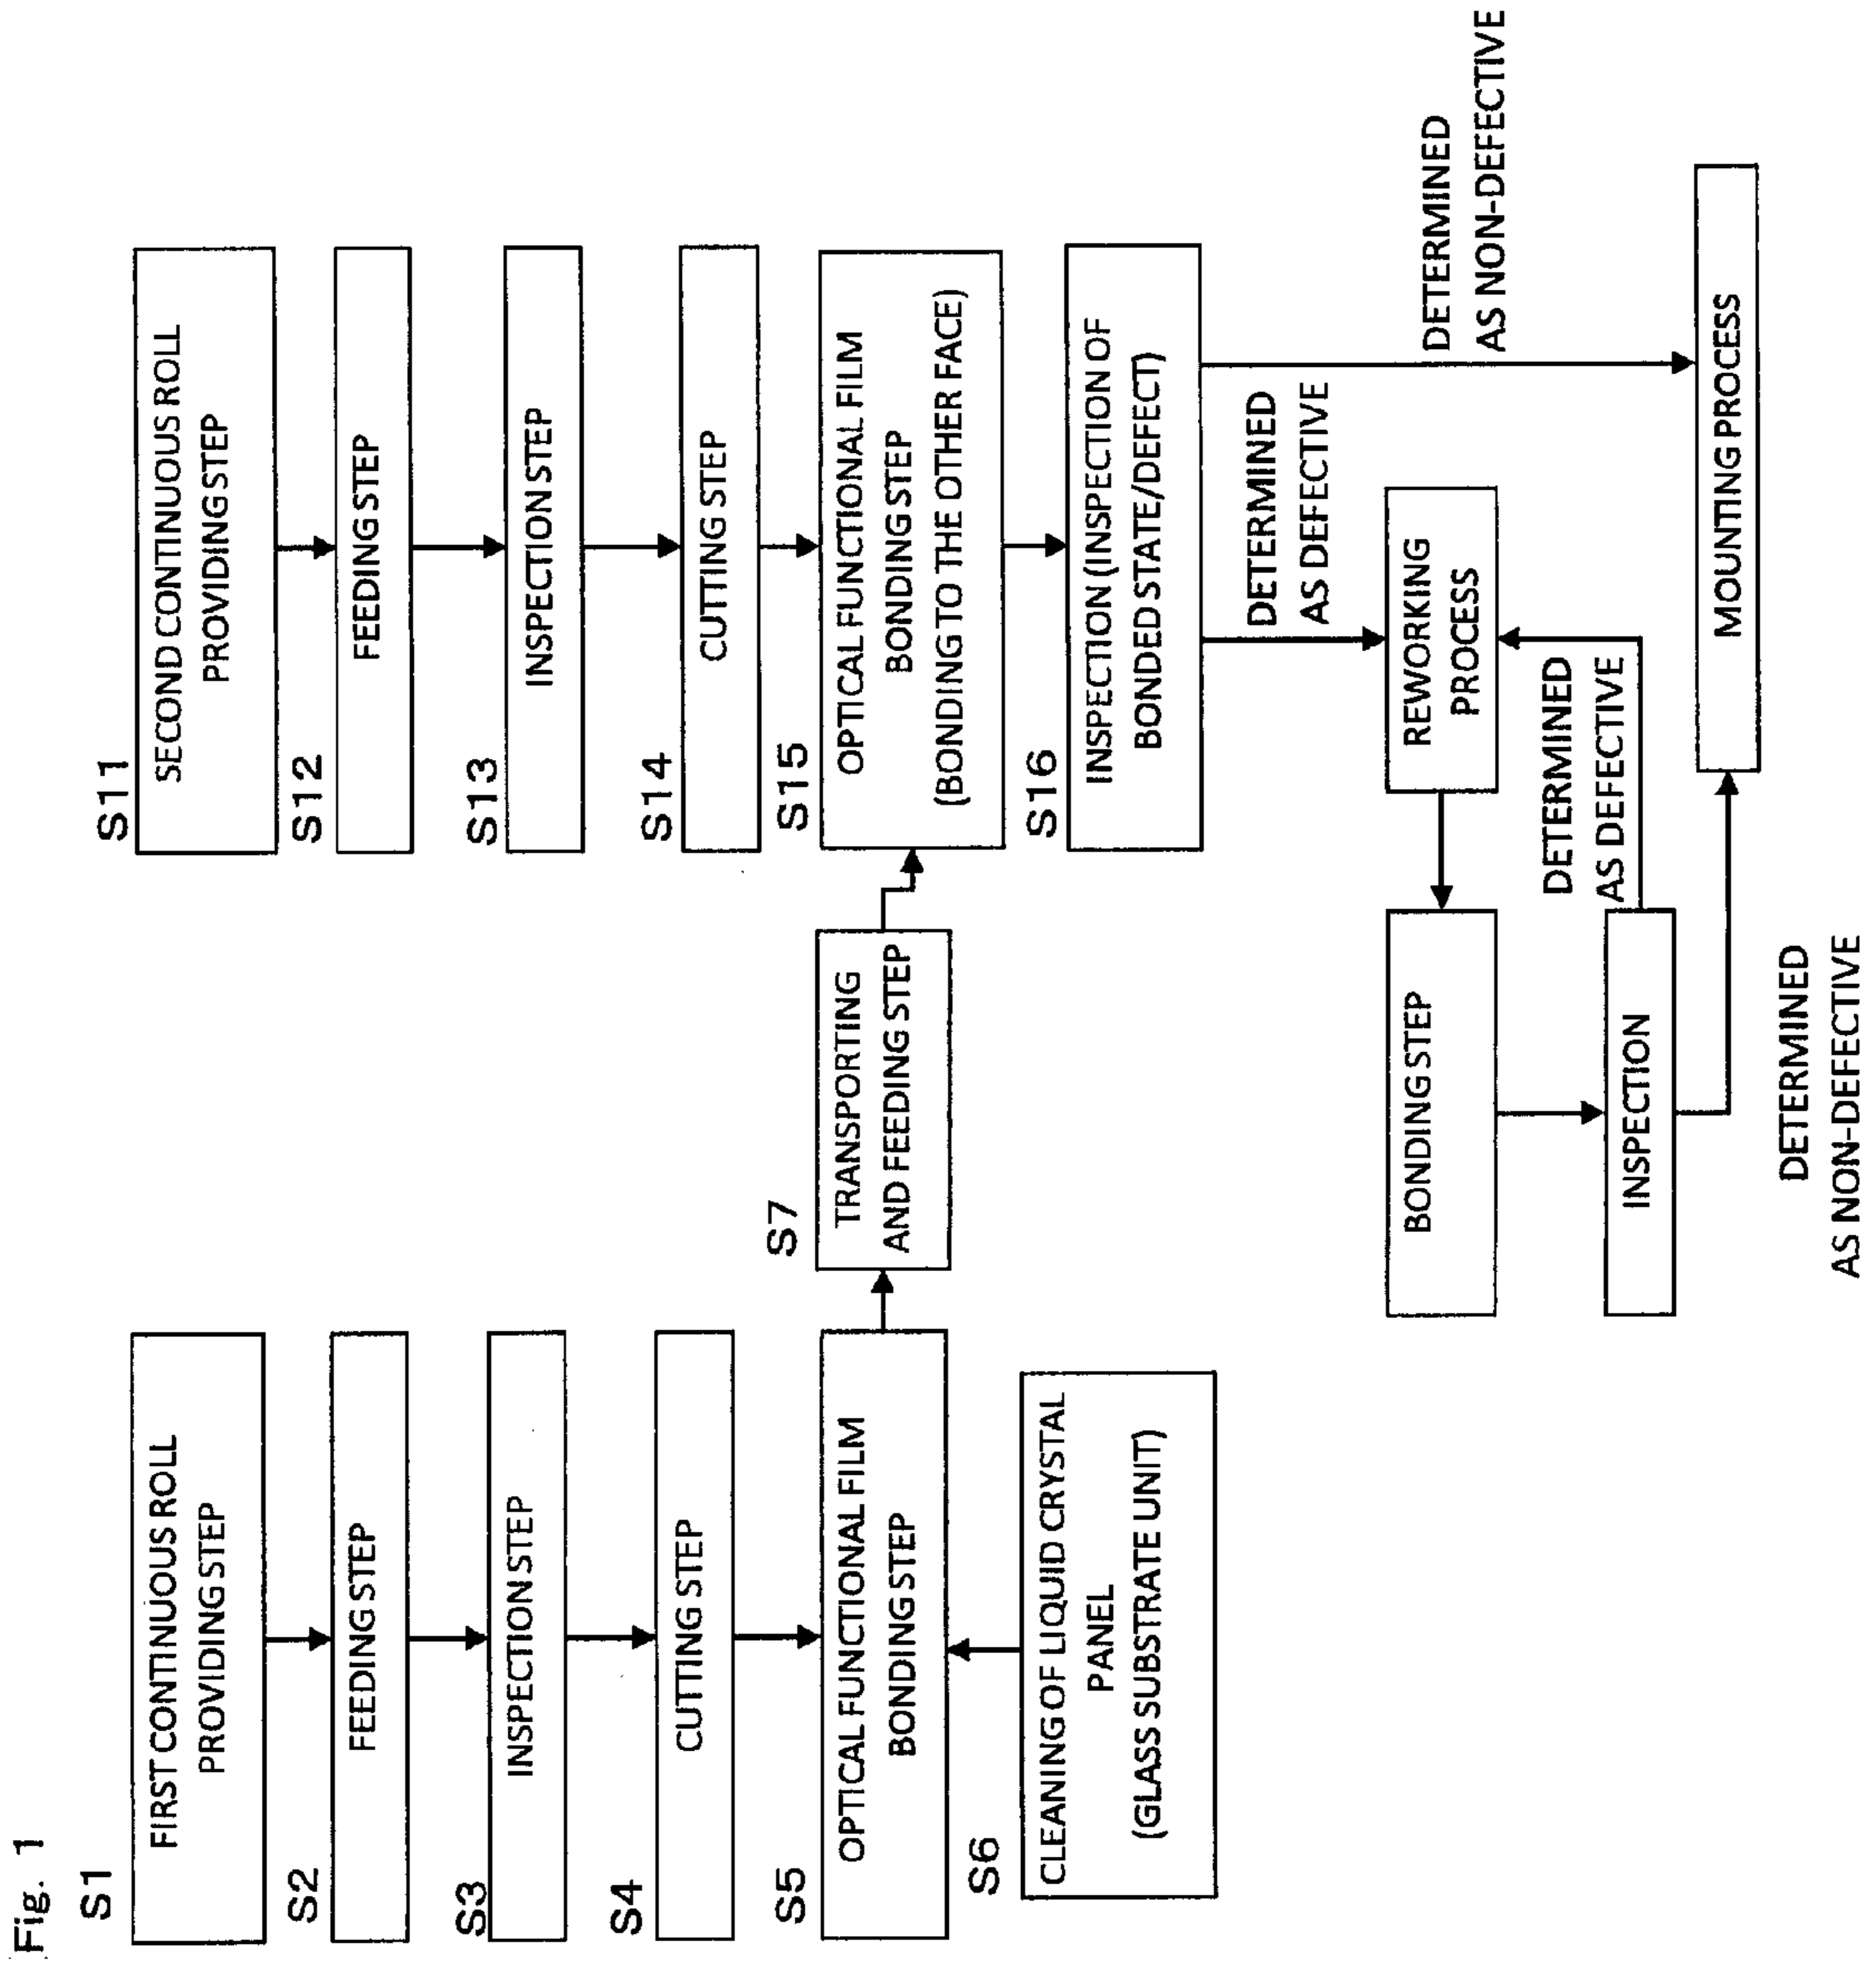 Fig. 1
S1
FIRST CONTINUOUS ROLL
PROVIDING STEP
S2
FEEDING STEP
S3
INSPECTION STEP
S4
CUTTING STEP
S5
OPTICAL FUNCTIONAL FILM
BONDING STEP
S6
CLEANING OF LIQUID CRYSTAL
PANEL
(GLASS SUBSTRATE UNIT)
S7
TRANSPORTING
AND FEEDING STEP
S11
SECOND CONTINUOUS ROLL
PROVIDING STEP
S12
FEEDING STEP
S13
INSPECTION STEP
S14
CUTTING STEP
S15
OPTICAL FUNCTIONAL FILM
BONDING STEP
(BONDING TO THE OTHER FACE)
S16
INSPECTION (INSPECTION OF
BONDED STATE/DEFECT)
DETERMINED
AS DEFECTIVE
DETERMINED
AS NON-DEFECTIVE
REWORKING
PROCESS
BONDING STEP
DETERMINED
AS DEFECTIVE
INSPECTION
MOUNTING PROCESS
DETERMINED
AS NON-DEFECTIVE